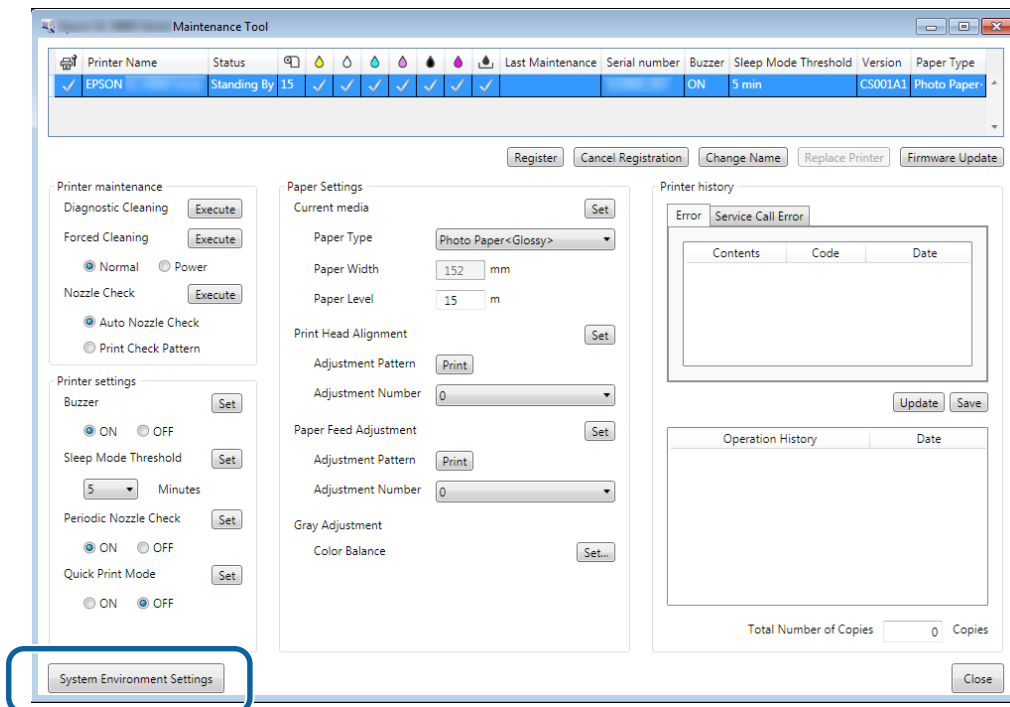 Maintenance Tool
Printer Name Status Last Maintenance Serial number Buzzer Sleep Mode Threshold Version Paper Type
EPSON Standing By 15 ON 5 min CS001A1 Photo Paper
Register Cancel Registration Change Name Replace Printer Firmware Update
Printer maintenance
Diagnostic Cleaning Execute
Forced Cleaning Execute
Normal Power
Nozzle Check Execute
Auto Nozzle Check
Print Check Pattern
Printer settings
Buzzer Set
ON OFF
Sleep Mode Threshold Set
5 Minutes
Periodic Nozzle Check Set
ON OFF
Quick Print Mode Set
ON OFF
Paper Settings
Current media Set
Paper Type Photo Paper<Glossy>
Paper Width 152 mm
Paper Level 15 m
Print Head Alignment Set
Adjustment Pattern Print
Adjustment Number 0
Paper Feed Adjustment Set
Adjustment Pattern Print
Adjustment Number 0
Gray Adjustment
Color Balance Set...
Printer history
Error Service Call Error
Contents Code Date
Update Save
Operation History Date
Total Number of Copies 0 Copies
System Environment Settings Close